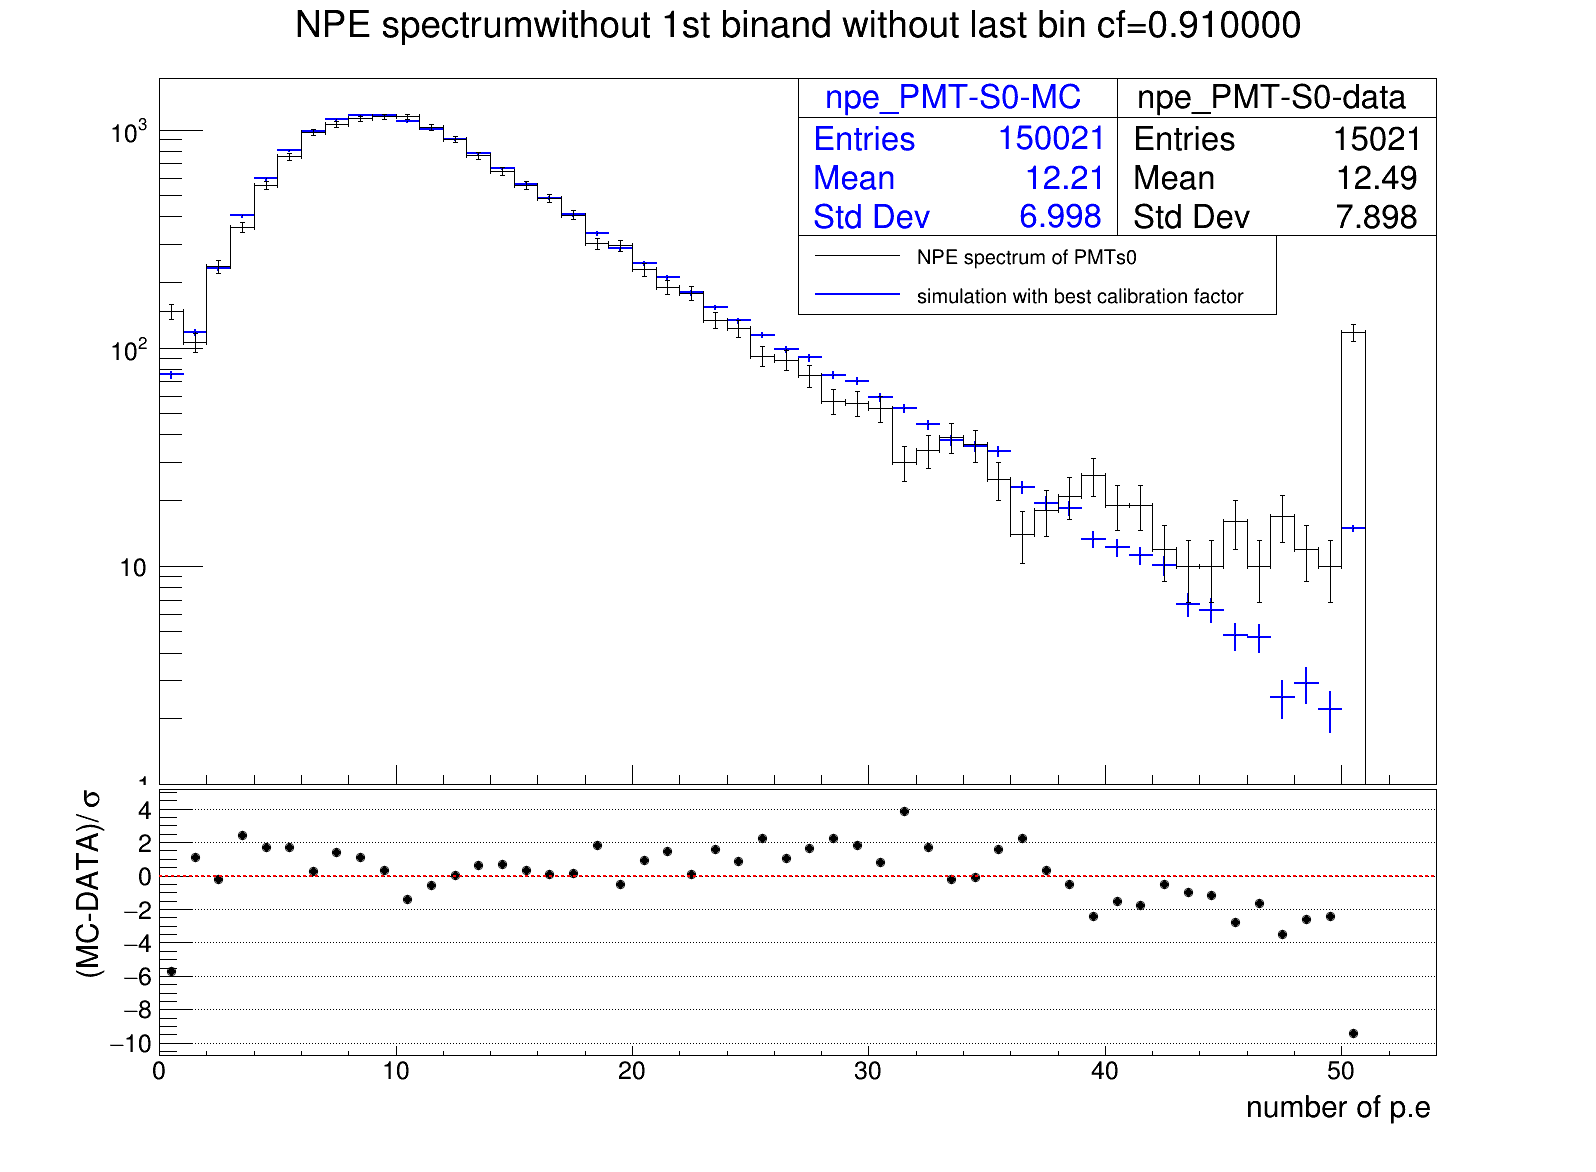 NPE spectrumwithout 1st binand without last bin cf=0.910000
npe_PMT-S0-MC
Entries 150021
Mean 12.21
Std Dev 6.998
npe_PMT-S0-data
Entries 15021
Mean 12.49
Std Dev 7.898
NPE spectrum of PMTs0
simulation with best calibration factor
10³
10²
10
1
(MC-DATA)/ σ
4
2
0
−2
−4
−6
−8
−10
0 10 20 30 40 50
number of p.e